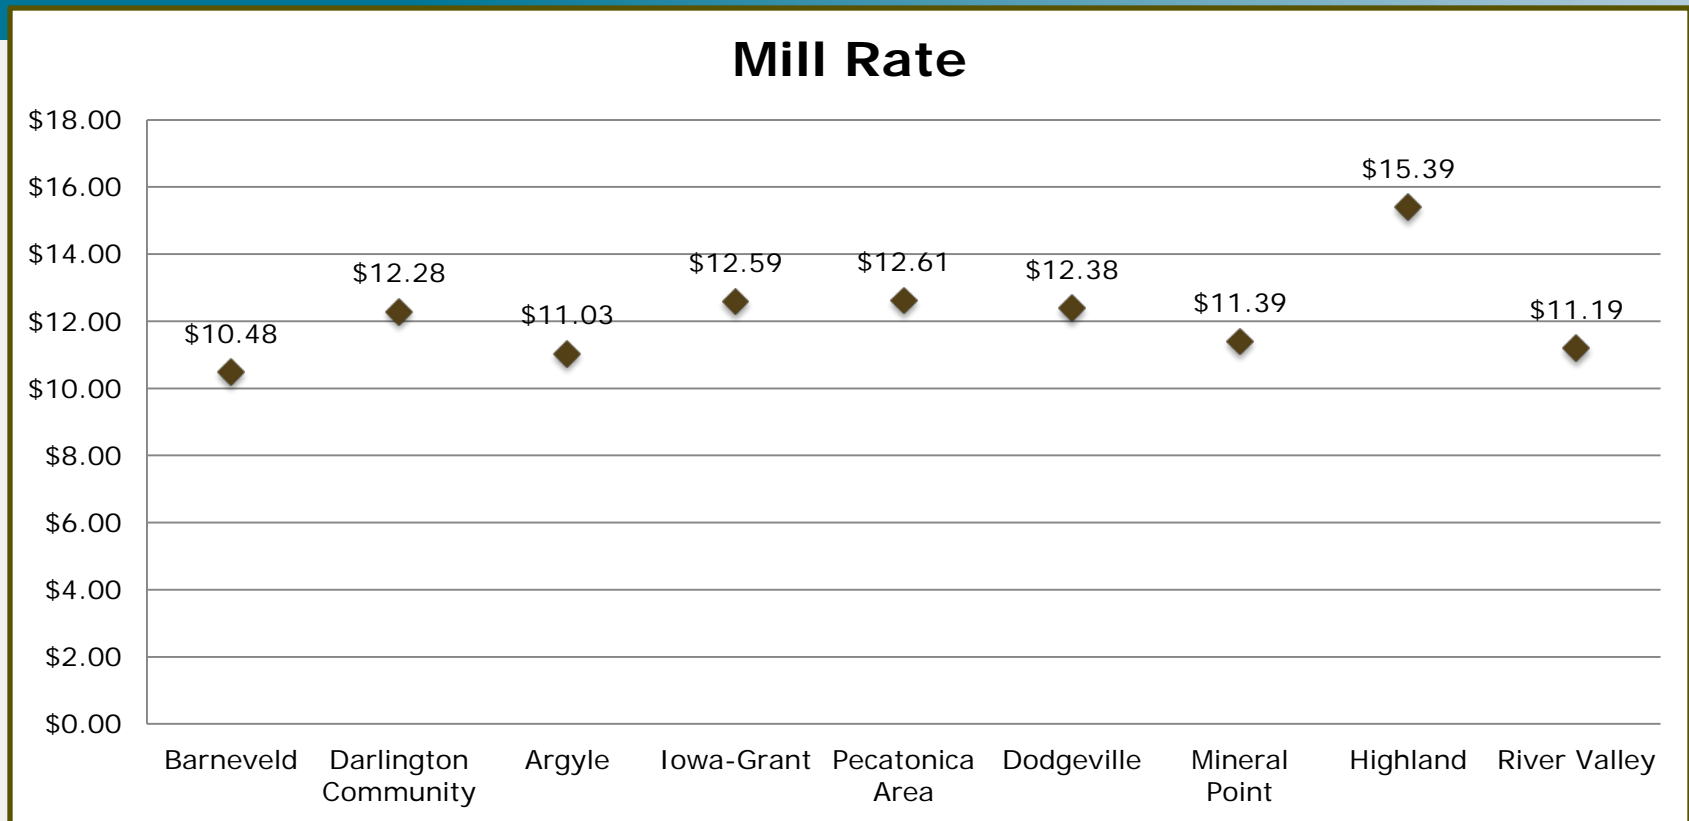 Mill Rate
$18.00
$16.00
$14.00
$12.00
$10.00
$8.00
$6.00
$4.00
$2.00
$0.00
$10.48
$12.28
$11.03
$12.59
$12.61
$12.38
$11.39
$15.39
$11.19
Barneveld
Darlington
Community
Argyle
Iowa-Grant
Pecatonica
Area
Dodgeville
Mineral
Point
Highland
River Valley